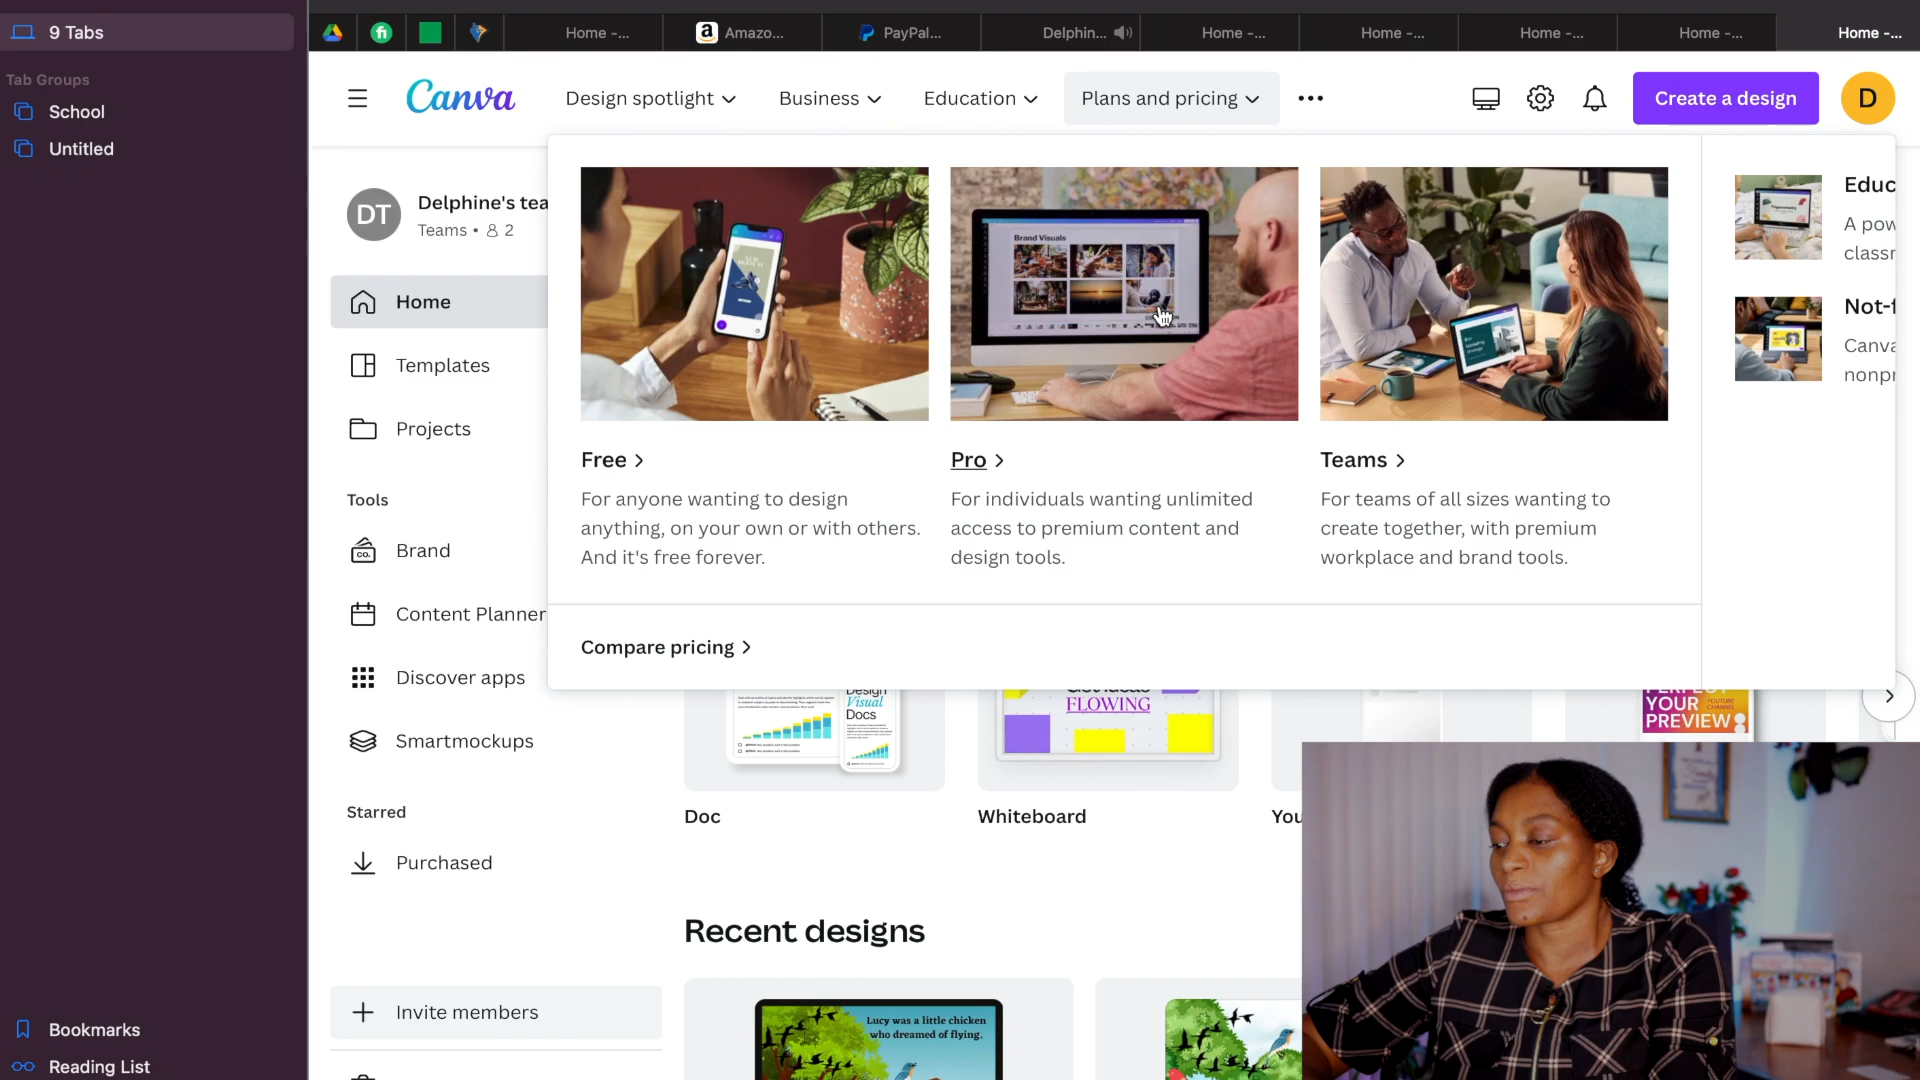 9 Tabs
Tab Groups
School
Untitled
Bookmarks
Reading List
Home -...
Amazo...
PayPal...
Delphin...
Home -...
Home -...
Home -...
Home -...
Home -...
Canva
Design spotlight
Business
Education
Plans and pricing
Create a design
D
DT
Delphine's tea
Teams • 2
Home
Templates
Projects
Tools
Brand
Content Planner
Discover apps
Smartmockups
Starred
Purchased
Invite members
Brand Visuals
Free
For anyone wanting to design
anything, on your own or with others.
And it's free forever.
Pro
For individuals wanting unlimited
access to premium content and
design tools.
Teams
For teams of all sizes wanting to
create together, with premium
workplace and brand tools.
Compare pricing
Educ
A pow
classr
Not-f
Canva
nonpr
Design
Visual
Docs
FLOWING
YOUR
PREVIEW
Doc
Whiteboard
You
Recent designs
Lucy was a little chicken
who dreamed of flying.